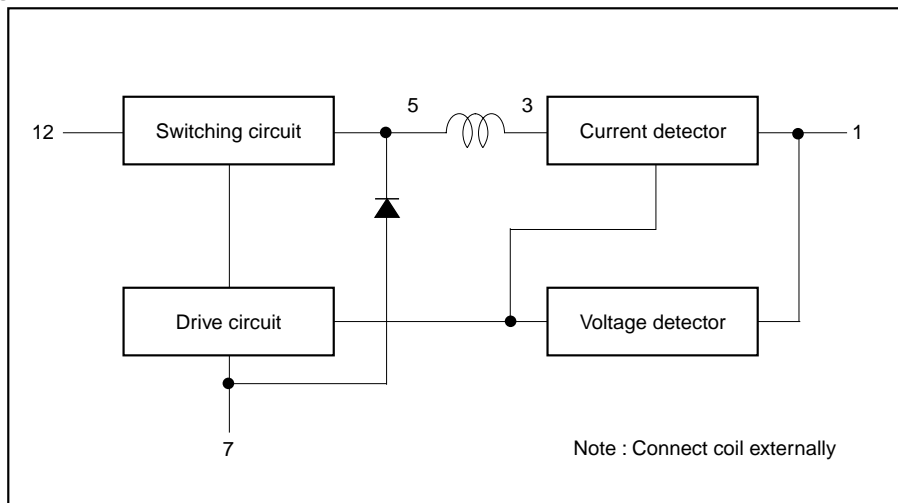 5
3
12
Switching circuit
Current detector
1
Drive circuit
Voltage detector
7
Note : Connect coil externally